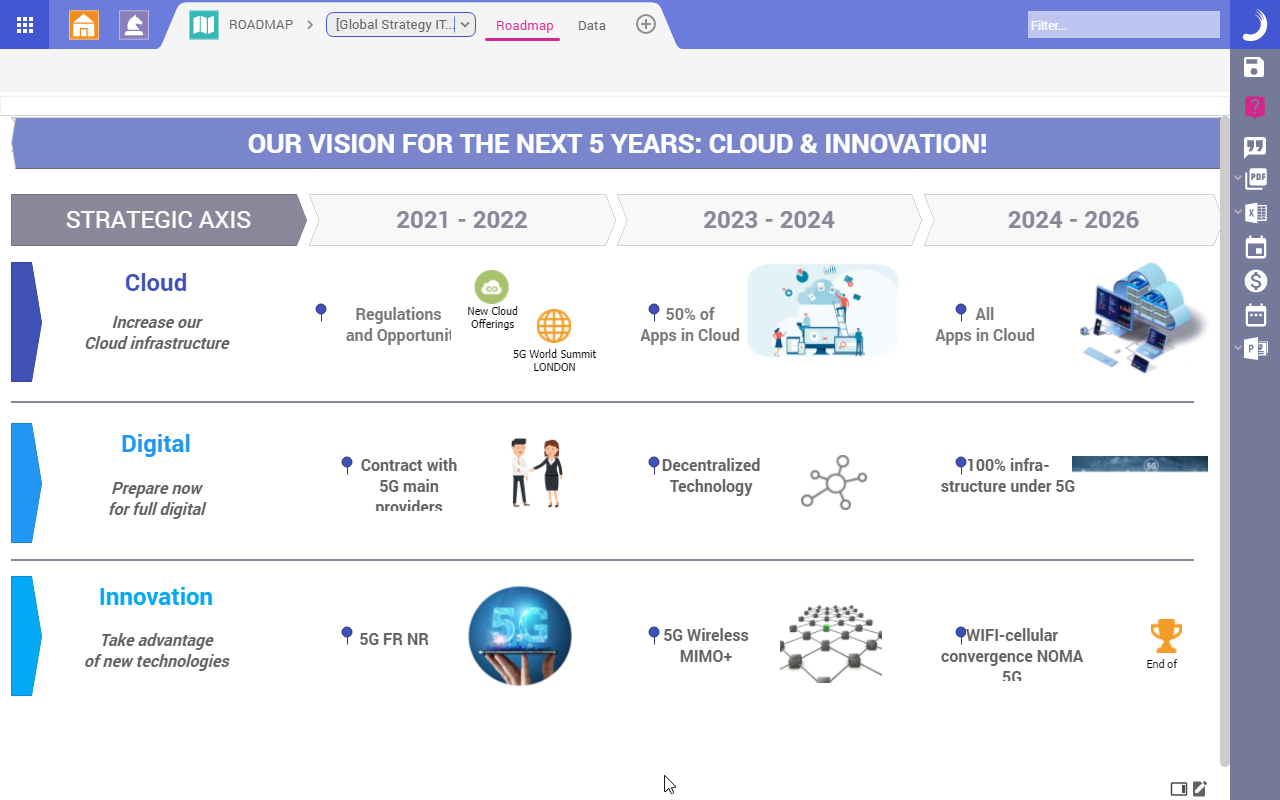 ROADMAP
[Global Strategy IT...
Roadmap
Data
Filter...
OUR VISION FOR THE NEXT 5 YEARS: CLOUD & INNOVATION!
STRATEGIC AXIS
2021 - 2022
2023 - 2024
2024 - 2026
Cloud
Increase our
Cloud infrastructure
Regulations
and Opportunit
New Cloud
Offerings
5G World Summit
LONDON
50% of
Apps in Cloud
All
Apps in Cloud
Digital
Prepare now
for full digital
Contract with
5G main
providers
Decentralized
Technology
100% infra-
structure under 5G
5G
Innovation
Take advantage
of new technologies
5G FR NR
5G
5G Wireless
MIMO+
WIFI-cellular
convergence NOMA
5G
End of
PDF
X
P